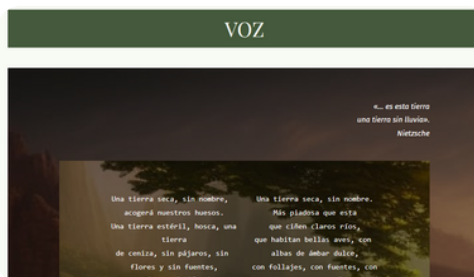 VOZ
«... es esta tierra
una tierra sin lluvia».
Nietzsche
Una tierra seca, sin nombre,
acogerá nuestros huesos.
Una tierra estéril, hosca, una
tierra
de ceniza, sin pájaros, sin
flores y sin fuentes,
Una tierra seca, sin nombre.
Más piadosa que esta
que ciñen claros ríos,
que habitan bellas aves, con
albas de ámbar dulce,
con follajes, con fuentes, con